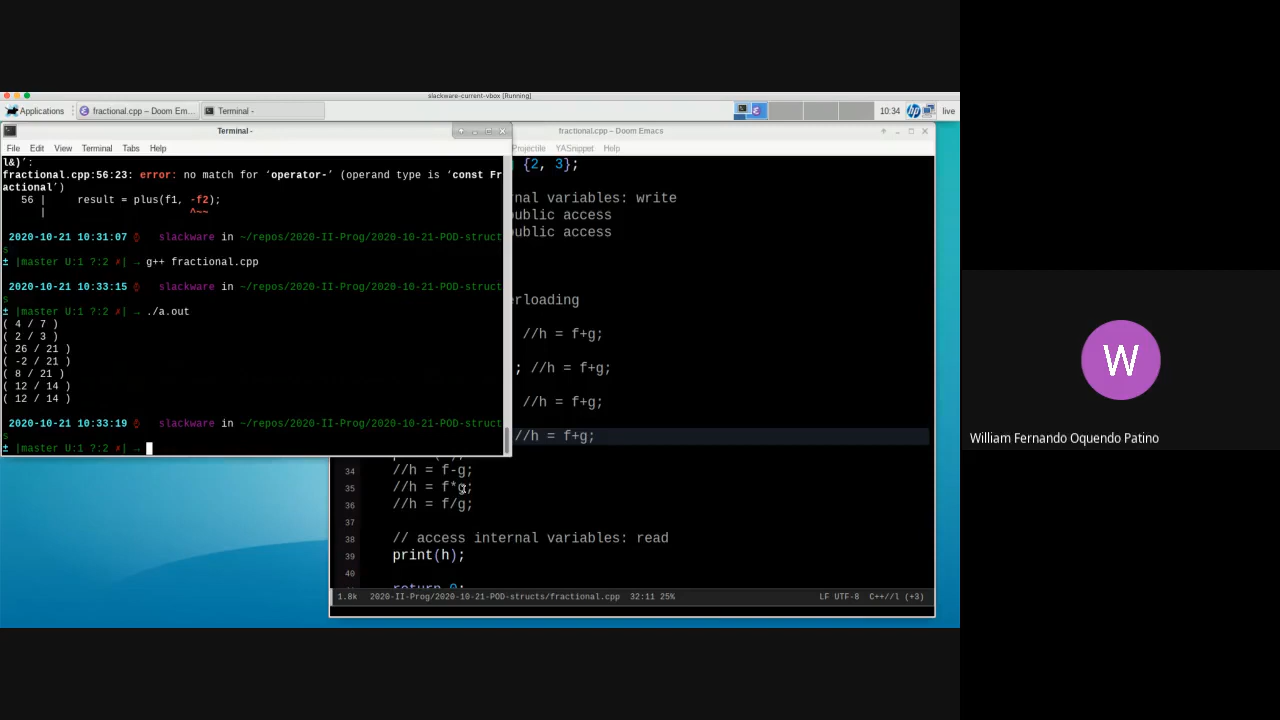 slackware-current-vbox [Running]
Applications
fractional.cpp – Doom Em...
Terminal -
10:34
live
Terminal -
File Edit View Terminal Tabs Help
l&)’:
fractional.cpp:56:23: error: no match for ‘operator-’ (operand type is ‘const Fr
actional’)
56 | result = plus(f1, -f2);
| ^~~
2020-10-21 10:31:07 slackware in ~/repos/2020-II-Prog/2020-10-21-POD-struct
s
± |master U:1 ?:2 ✗| → g++ fractional.cpp
2020-10-21 10:33:15 slackware in ~/repos/2020-II-Prog/2020-10-21-POD-struct
s
± |master U:1 ?:2 ✗| → ./a.out
( 4 / 7 )
( 2 / 3 )
( 26 / 21 )
( -2 / 21 )
( 8 / 21 )
( 12 / 14 )
( 12 / 14 )
2020-10-21 10:33:19 slackware in ~/repos/2020-II-Prog/2020-10-21-POD-struct
s
± |master U:1 ?:2 ✗| →
fractional.cpp – Doom Emacs
Projectile YASnippet Help
{2, 3};
nal variables: write
public access
public access
erloading
//h = f+g;
; //h = f+g;
//h = f+g;
//h = f+g;
34 //h = f-g;
35 //h = f*g;
36 //h = f/g;
37
38 // access internal variables: read
39 print(h);
40
return 0;
1.8k 2020-II-Prog/2020-10-21-POD-structs/fractional.cpp 32:11 25% LF UTF-8 C++//l (+3)
W
William Fernando Oquendo Patino